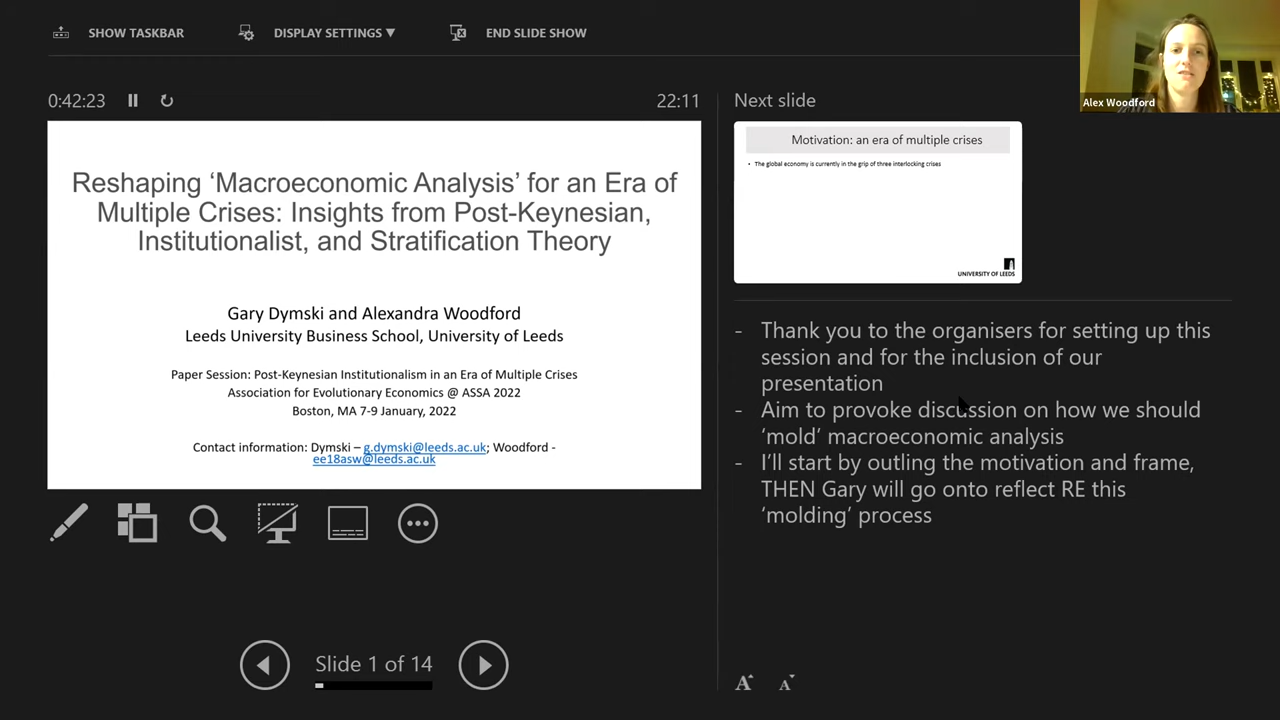 SHOW TASKBAR
DISPLAY SETTINGS ▼
END SLIDE SHOW
0:42:23
22:11
Next slide
Alex Woodford
Reshaping ‘Macroeconomic Analysis’ for an Era of
Multiple Crises: Insights from Post-Keynesian,
Institutionalist, and Stratification Theory
Gary Dymski and Alexandra Woodford
Leeds University Business School, University of Leeds
Paper Session: Post-Keynesian Institutionalism in an Era of Multiple Crises
Association for Evolutionary Economics @ ASSA 2022
Boston, MA 7-9 January, 2022
Contact information: Dymski – g.dymski@leeds.ac.uk; Woodford -
ee18asw@leeds.ac.uk
Motivation: an era of multiple crises
• The global economy is currently in the grip of three interlocking crises
UNIVERSITY OF LEEDS
- Thank you to the organisers for setting up this
session and for the inclusion of our
presentation
- Aim to provoke discussion on how we should
‘mold’ macroeconomic analysis
- I’ll start by outling the motivation and frame,
THEN Gary will go onto reflect RE this
‘molding’ process
Slide 1 of 14
A A